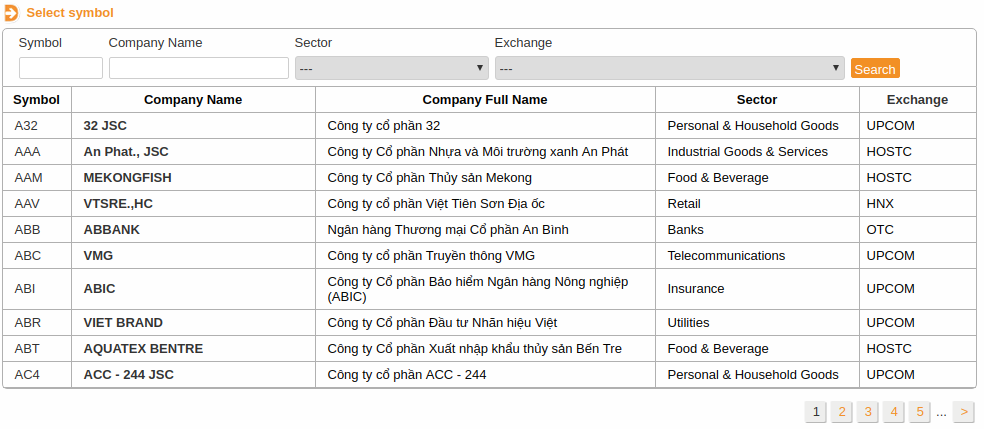 Select symbol
Symbol Company Name Sector Exchange
--- --- Search
Symbol Company Name Company Full Name Sector Exchange
A32 32 JSC Công ty cổ phần 32 Personal & Household Goods UPCOM
AAA An Phat., JSC Công ty Cổ phần Nhựa và Môi trường xanh An Phát Industrial Goods & Services HOSTC
AAM MEKONGFISH Công ty Cổ phần Thủy sản Mekong Food & Beverage HOSTC
AAV VTSRE.,HC Công ty cổ phần Việt Tiên Sơn Địa ốc Retail HNX
ABB ABBANK Ngân hàng Thương mại Cổ phần An Bình Banks OTC
ABC VMG Công ty cổ phần Truyền thông VMG Telecommunications UPCOM
ABI ABIC Công ty Cổ phần Bảo hiểm Ngân hàng Nông nghiệp
(ABIC) Insurance UPCOM
ABR VIET BRAND Công ty Cổ phần Đầu tư Nhãn hiệu Việt Utilities UPCOM
ABT AQUATEX BENTRE Công ty Cổ phần Xuất nhập khẩu thủy sản Bến Tre Food & Beverage HOSTC
AC4 ACC - 244 JSC Công ty cổ phần ACC - 244 Personal & Household Goods UPCOM
1 2 3 4 5 ... >